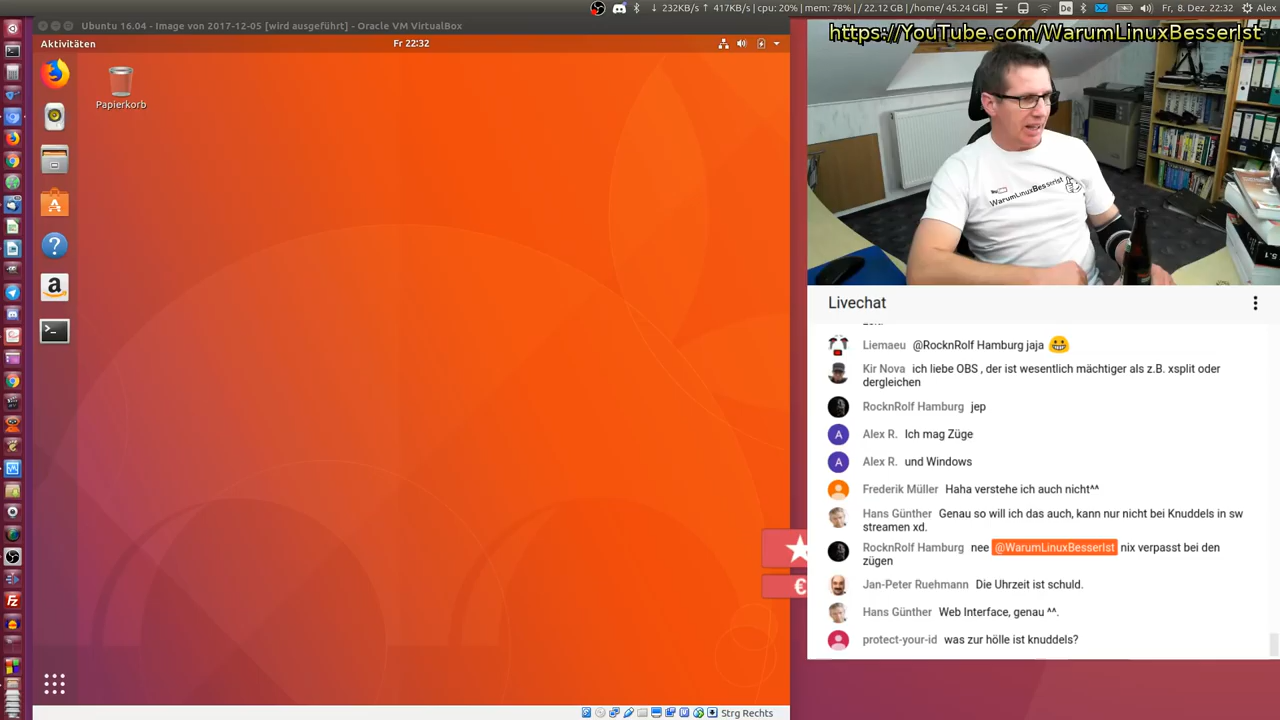 232KB/s 417KB/s cpu: 20% mem: 78% 22.12 GB /home/45.24 GB De Fr, 8. Dez, 22:32 Alex
Ubuntu 16.04 - Image von 2017-12-05 [wird ausgeführt] - Oracle VM VirtualBox
https://YouTube.com/WarumLinuxBesserIst
Aktivitäten
Fr 22:32
Papierkorb
WarumLinuxBesserIst
5.1
Livechat
Liemaeu @RocknRolf Hamburg jaja
Kir Nova ich liebe OBS , der ist wesentlich mächtiger als z.B. xsplit oder
dergleichen
RocknRolf Hamburg jep
A Alex R. Ich mag Züge
A Alex R. und Windows
Frederik Müller Haha verstehe ich auch nicht^^
Hans Günther Genau so will ich das auch, kann nur nicht bei Knuddels in sw
streamen xd.
RocknRolf Hamburg nee @WarumLinuxBesserIst nix verpasst bei den
zügen
Jan-Peter Ruehmann Die Uhrzeit ist schuld.
Hans Günther Web Interface, genau ^^.
protect-your-id was zur hölle ist knuddels?
€
Strg Rechts